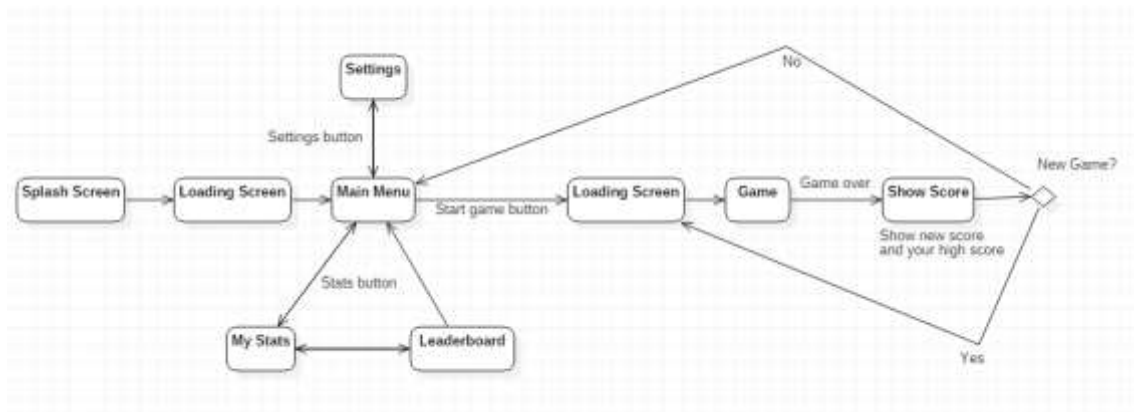 Settings
No
Settings button
New Game?
Splash Screen
Loading Screen
Main Menu
Start game button
Loading Screen
Game
Game over
Show Score
Show new score
and your high score
Stats button
My Stats
Leaderboard
Yes